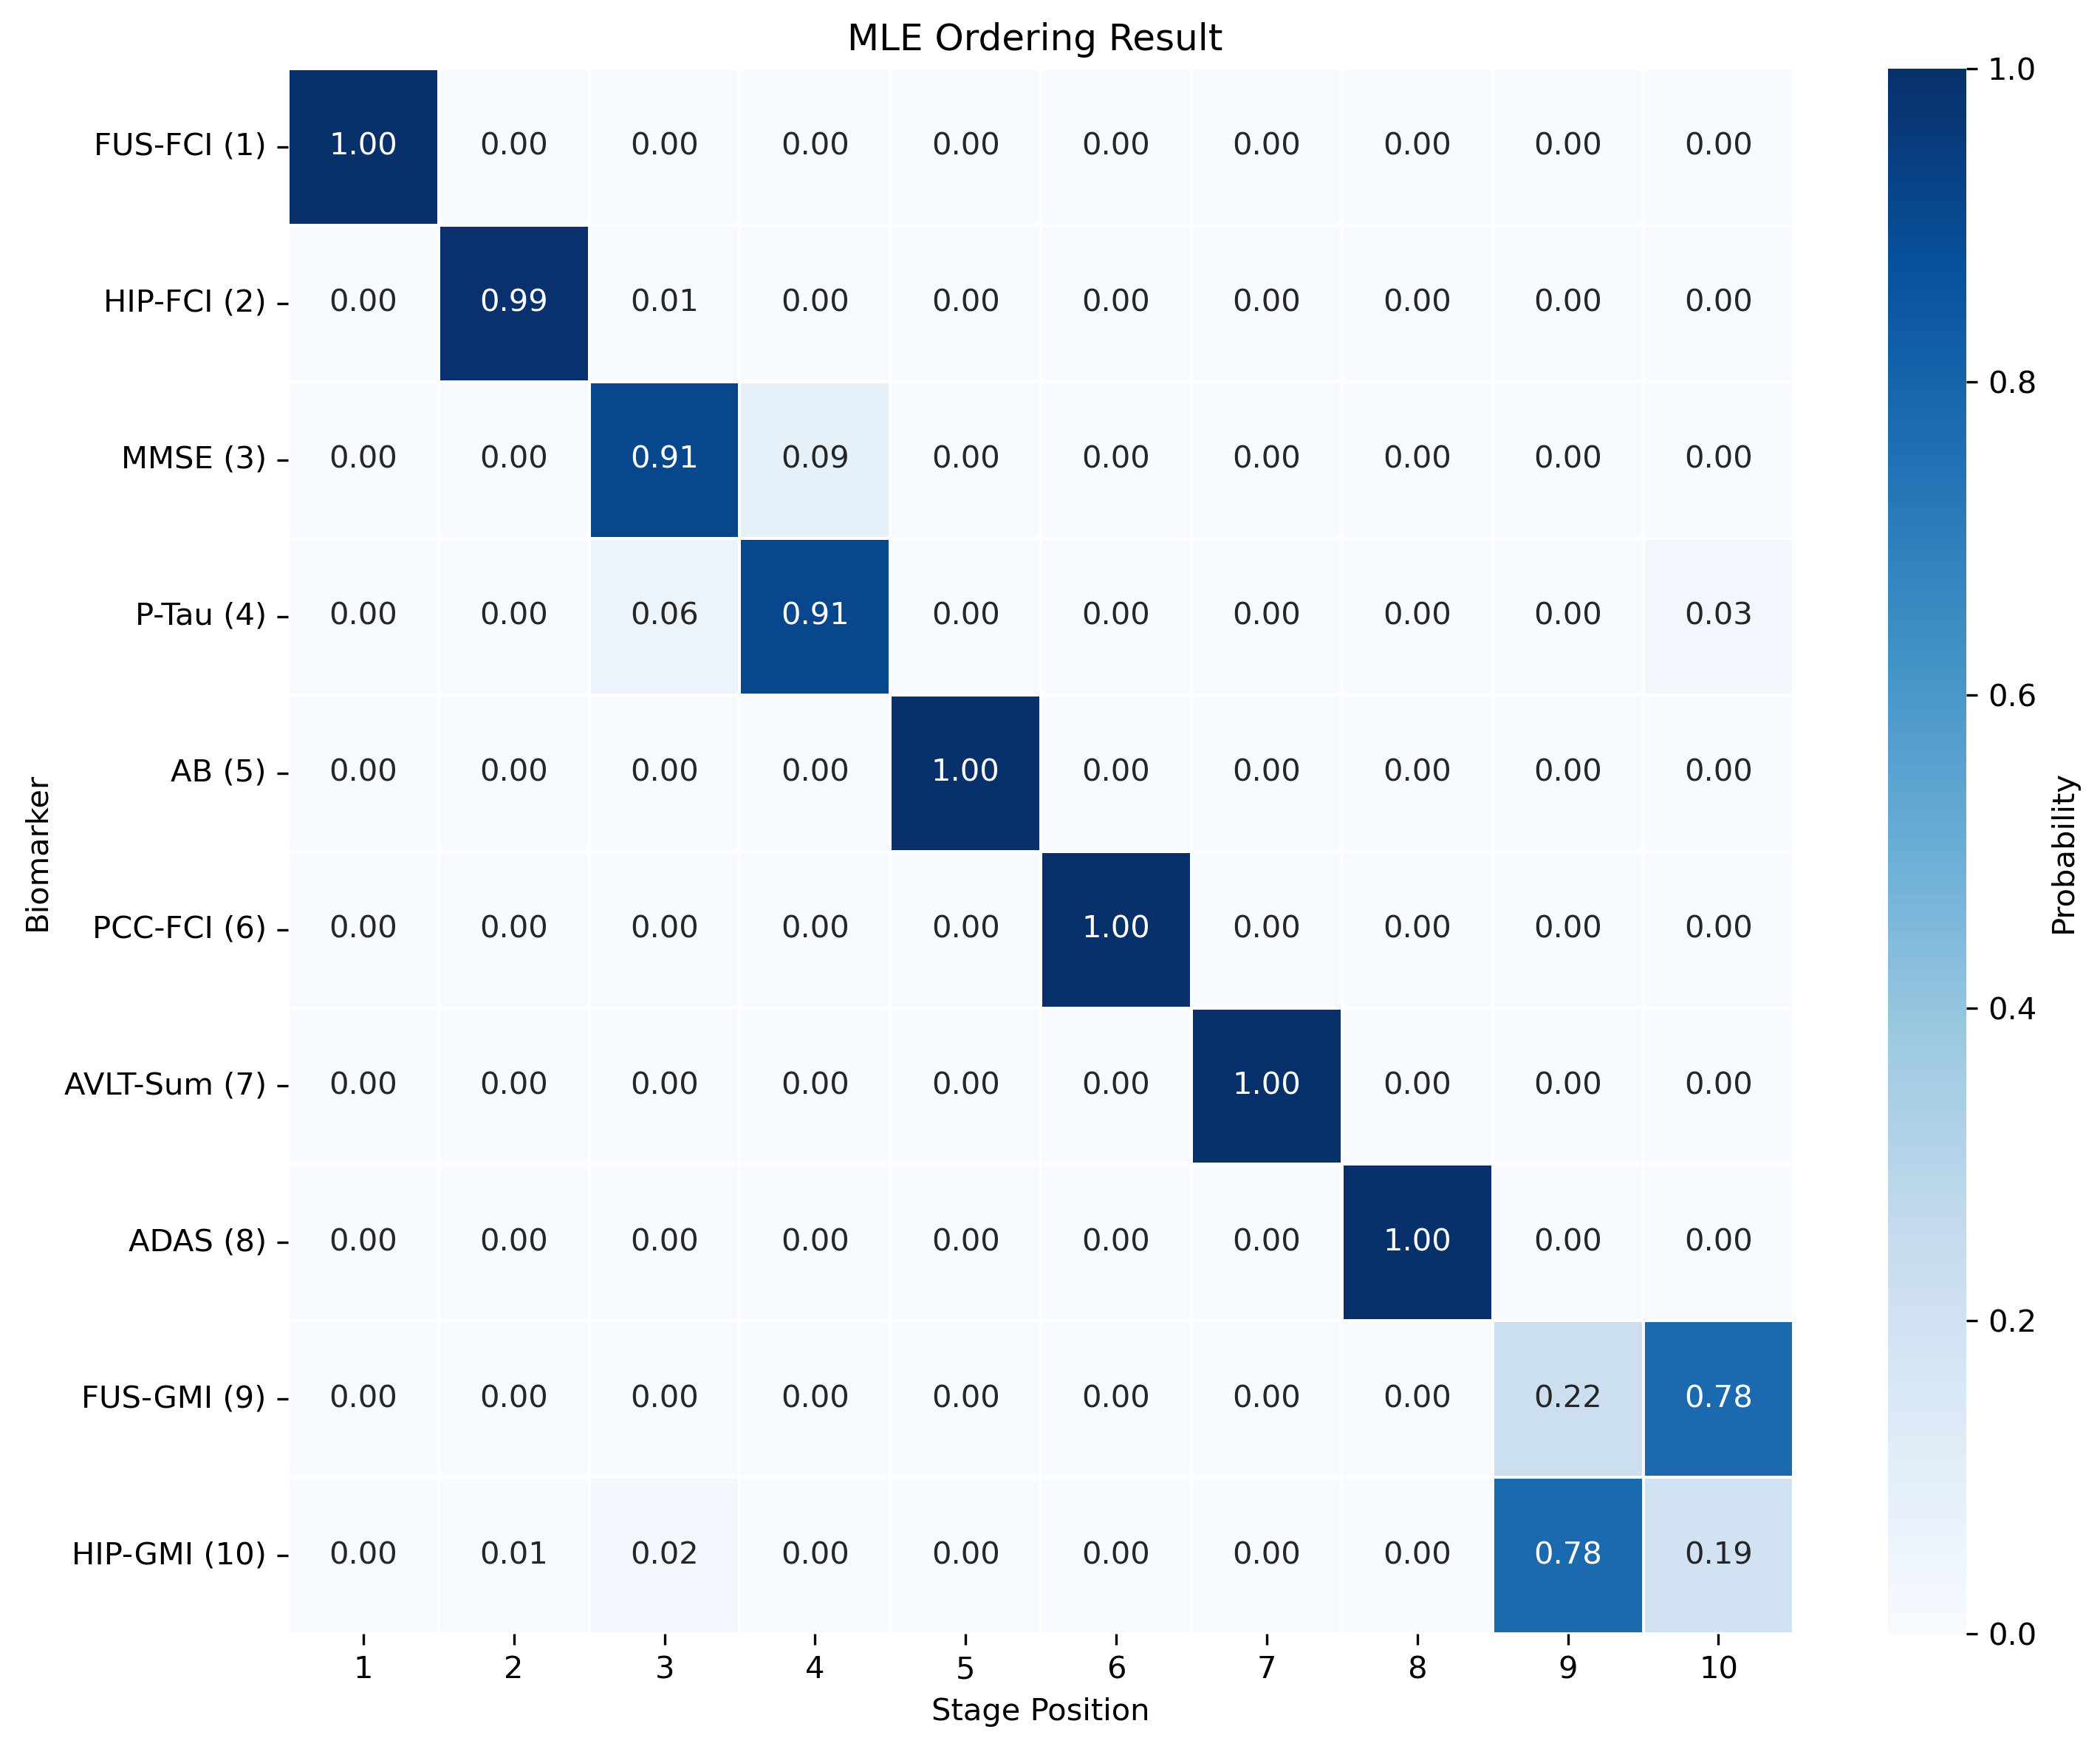 MLE Ordering Result
FUS-FCI (1) 1.00 0.00 0.00 0.00 0.00 0.00 0.00 0.00 0.00 0.00
HIP-FCI (2) 0.00 0.99 0.01 0.00 0.00 0.00 0.00 0.00 0.00 0.00
MMSE (3) 0.00 0.00 0.91 0.09 0.00 0.00 0.00 0.00 0.00 0.00
P-Tau (4) 0.00 0.00 0.06 0.91 0.00 0.00 0.00 0.00 0.00 0.03
AB (5) 0.00 0.00 0.00 0.00 1.00 0.00 0.00 0.00 0.00 0.00
PCC-FCI (6) 0.00 0.00 0.00 0.00 0.00 1.00 0.00 0.00 0.00 0.00
AVLT-Sum (7) 0.00 0.00 0.00 0.00 0.00 0.00 1.00 0.00 0.00 0.00
ADAS (8) 0.00 0.00 0.00 0.00 0.00 0.00 0.00 1.00 0.00 0.00
FUS-GMI (9) 0.00 0.00 0.00 0.00 0.00 0.00 0.00 0.00 0.22 0.78
HIP-GMI (10) 0.00 0.01 0.02 0.00 0.00 0.00 0.00 0.00 0.78 0.19
1 2 3 4 5 6 7 8 9 10
Stage Position
Biomarker
1.0
0.8
0.6
0.4
0.2
0.0
Probability